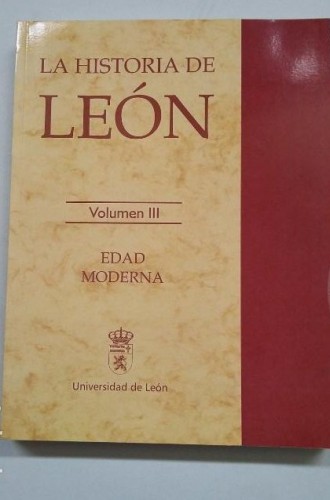 LA HISTORIA DE
LEÓN
Volumen III
EDAD
MODERNA
Universidad de León